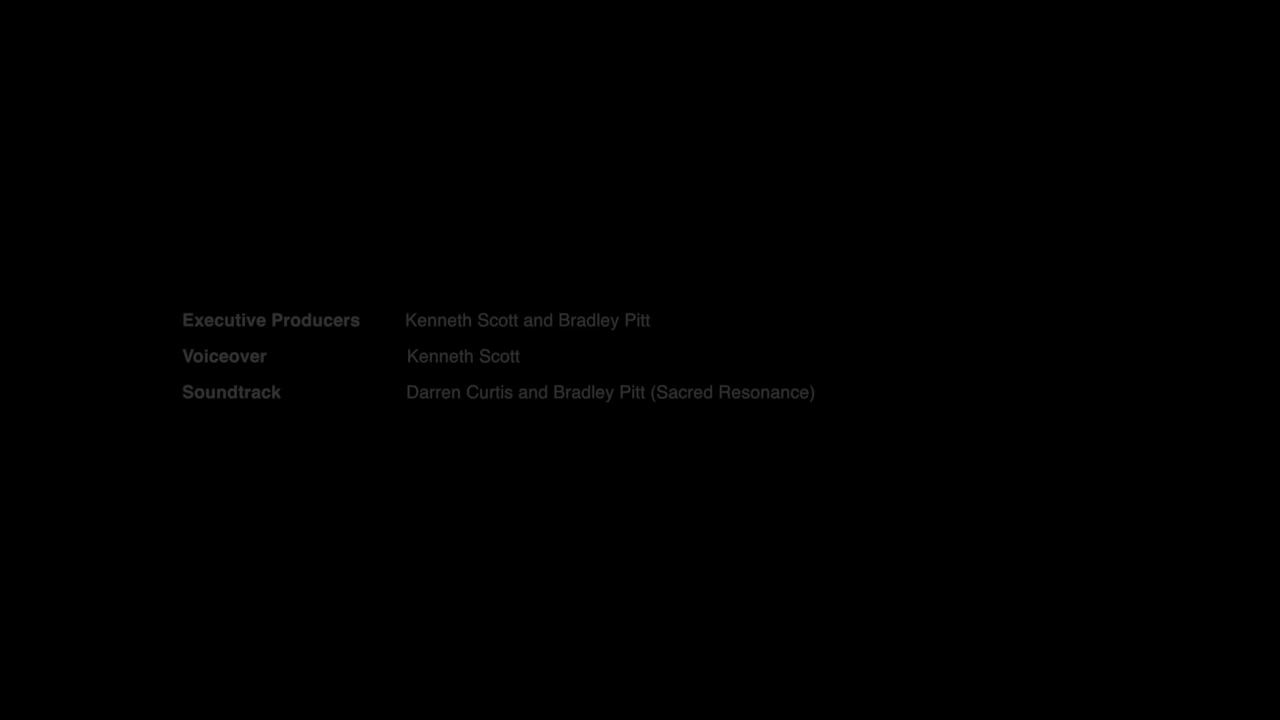 Executive Producers Kenneth Scott and Bradley Pitt
Voiceover Kenneth Scott
Soundtrack Darren Curtis and Bradley Pitt (Sacred Resonance)